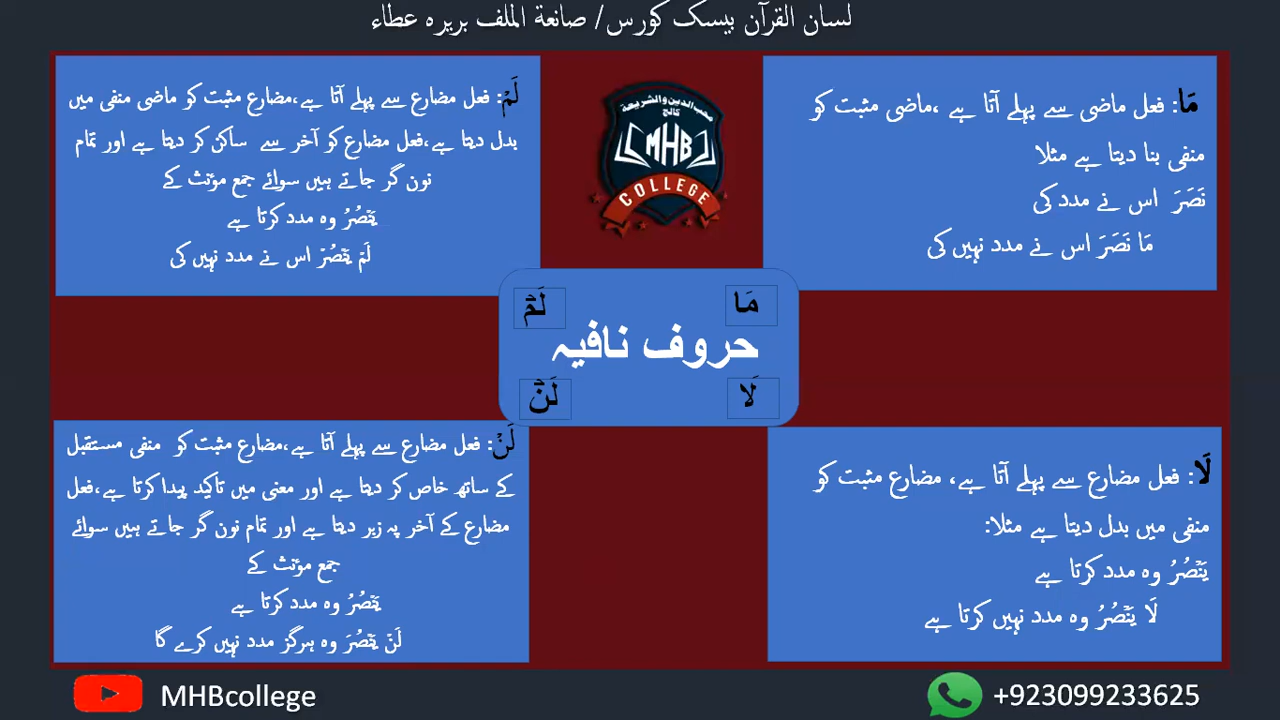 لسان القرآن بیسک کورس/ صانعة الملف بریرہ عطاء
مَا: فعل ماضی سے پہلے آتا ہے ،ماضی مثبت کو
منفی بنا دیتا ہے مثلا
نَصَرَ اس نے مدد کی
مَا نَصَرَ اس نے مدد نہیں کی
محب الدین والشریعة
کالج
MHB
COLLEGE
لَمْ: فعل مضارع سے پہلے آتا ہے،مضارع مثبت کو ماضی منفی میں
بدل دیتا ہے،فعل مضارع کو آخر سے ساکن کر دیتا ہے اور تمام
نون گر جاتے ہیں سوائے جمع مؤنث کے
يَنْصُرُ وہ مدد کرتا ہے
لَمْ يَنْصُرْ اس نے مدد نہیں کی
مَا
لَمْ
حروف نافیہ
لَا
لَنْ
لَا: فعل مضارع سے پہلے آتا ہے، مضارع مثبت کو
منفی میں بدل دیتا ہے مثلا:
يَنْصُرُ وہ مدد کرتا ہے
لَا يَنْصُرُ وہ مدد نہیں کرتا ہے
لَنْ: فعل مضارع سے پہلے آتا ہے،مضارع مثبت کو منفی مستقبل
کے ساتھ خاص کر دیتا ہے اور معنی میں تاکید پیدا کرتا ہے،فعل
مضارع کے آخر پہ زبر دیتا ہے اور تمام نون گر جاتے ہیں سوائے
جمع مؤنث کے
يَنْصُرُ وہ مدد کرتا ہے
لَنْ يَنْصُرَ وہ ہرگز مدد نہیں کرے گا
MHBcollege
+923099233625